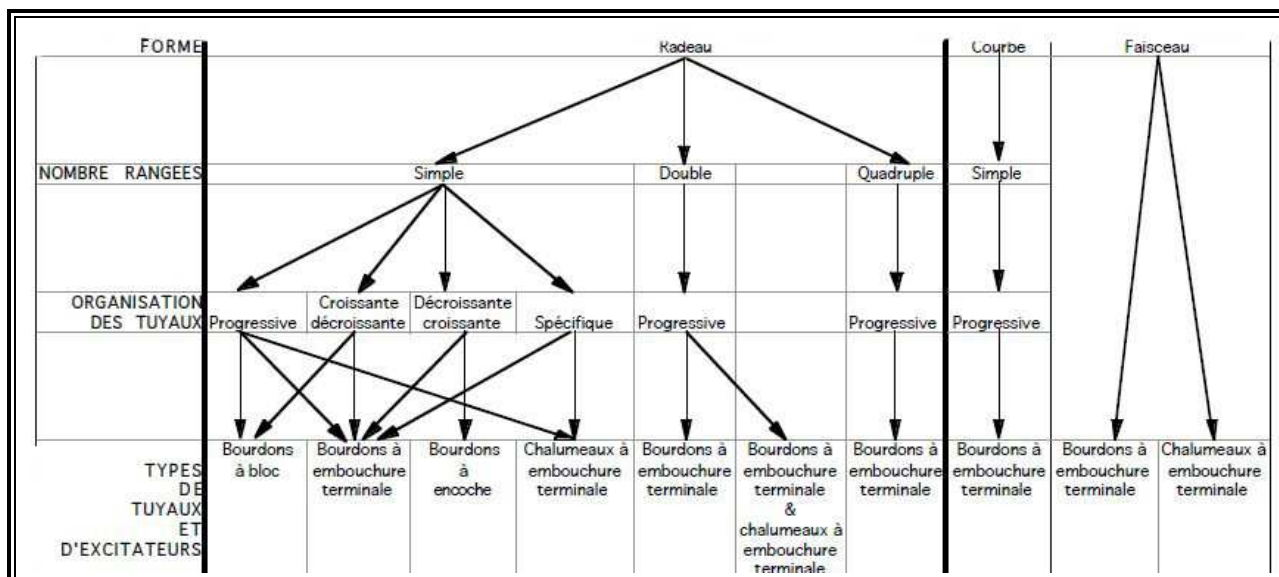 FORME Radeau Courbe Faisceau
NOMBRE RANGEES Simple Double Quadruple Simple
ORGANISATION
DES TUYAUX
Progressive
Croissante
décroissante
Décroissante
croissante
Spécifique
Progressive
Progressive
Progressive
TYPES
DE
TUYAUX
ET
D'EXCITATEURS
Bourdons
à bloc
Bourdons à
embouchure
terminale
Bourdons
à
encoche
Chalumeaux à
embouchure
terminale
Bourdons à
embouchure
terminale
Bourdons à
embouchure
terminale
&
chalumeaux à
embouchure
terminale
Bourdons à
embouchure
terminale
Bourdons à
embouchure
terminale
Bourdons à
embouchure
terminale
Chalumeaux à
embouchure
terminale